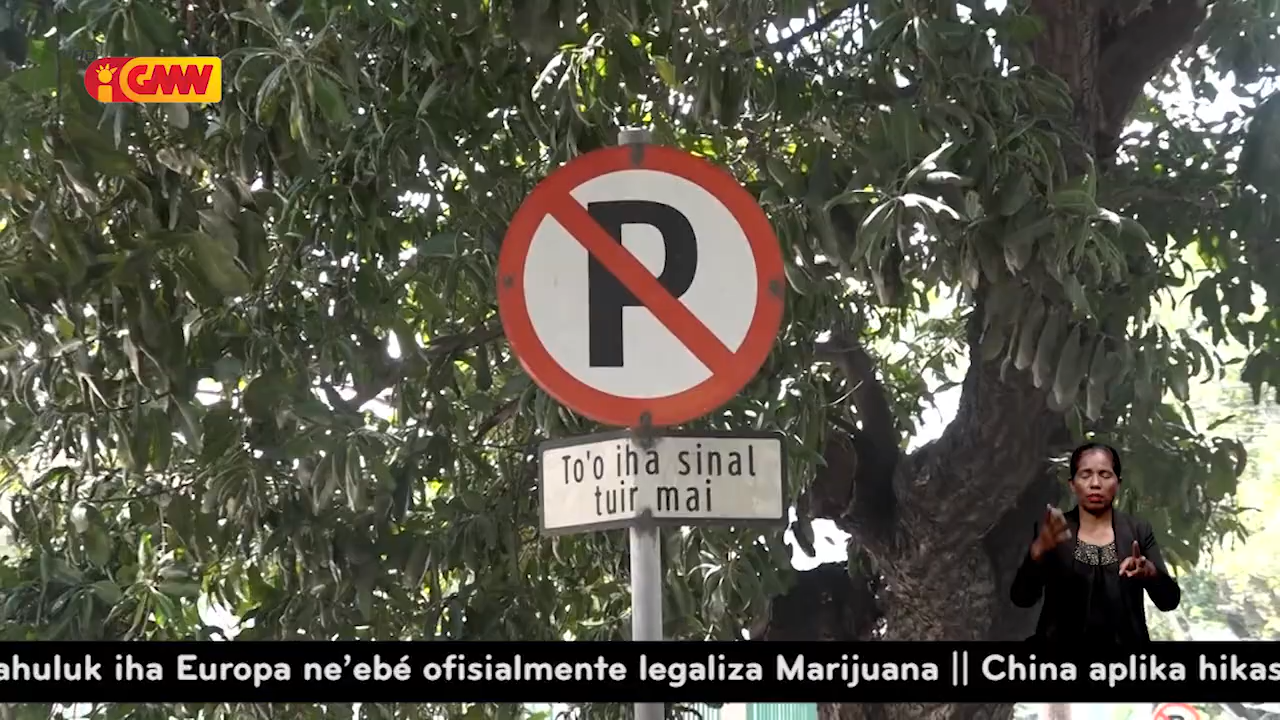 GMN
P
To'o iha sinal
tuir mai
ahuluk iha Europa ne'ebé ofisialmente legaliza Marijuana || China aplika hikas